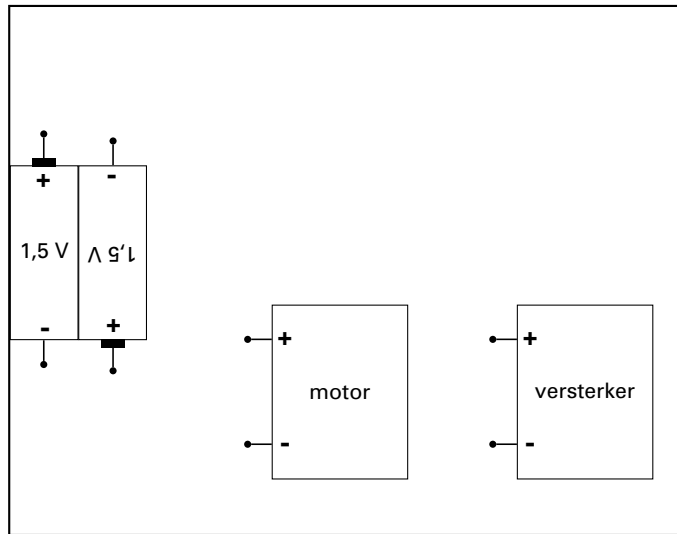 + -
1,5 V 1,5 V
- +
+ +
motor versterker
- -